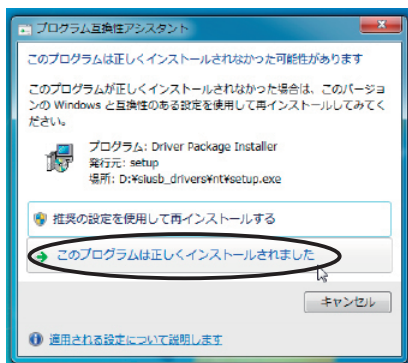 プログラム互換性アシスタント
このプログラムは正しくインストールされなかった可能性があります
このプログラムが正しくインストールされなかった場合は、このバージョ
ンの Windows と互換性のある設定を使用して再インストールしてみてく
ださい。
プログラム: Driver Package Installer
発行元: setup
場所: D:¥siusb_drivers¥nt¥setup.exe
推奨の設定を使用して再インストールする
このプログラムは正しくインストールされました
キャンセル
適用される設定について説明します